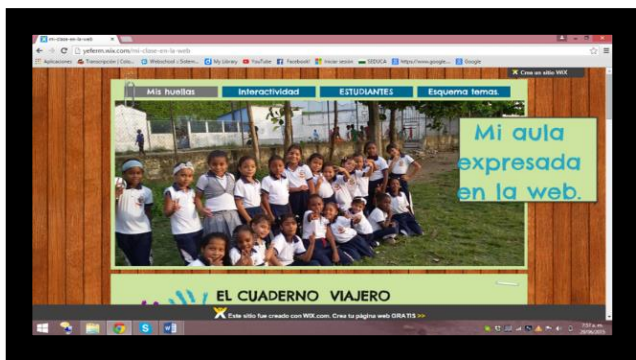 mi-clase-en-la-web
yeferm.wix.com/mi-clase-en-la-web
Aplicaciones
My Library
YouTube
Facebook
Iniciar sesión
SEDUCA
Google
Crea un sitio WIX
Mis huellas
Interactividad
ESTUDIANTES
Esquema temas.
Mi aula
expresada
en la web.
EL CUADERNO VIAJERO
Este sitio fue creado con WIX.com. Crea tu página web GRATIS >>